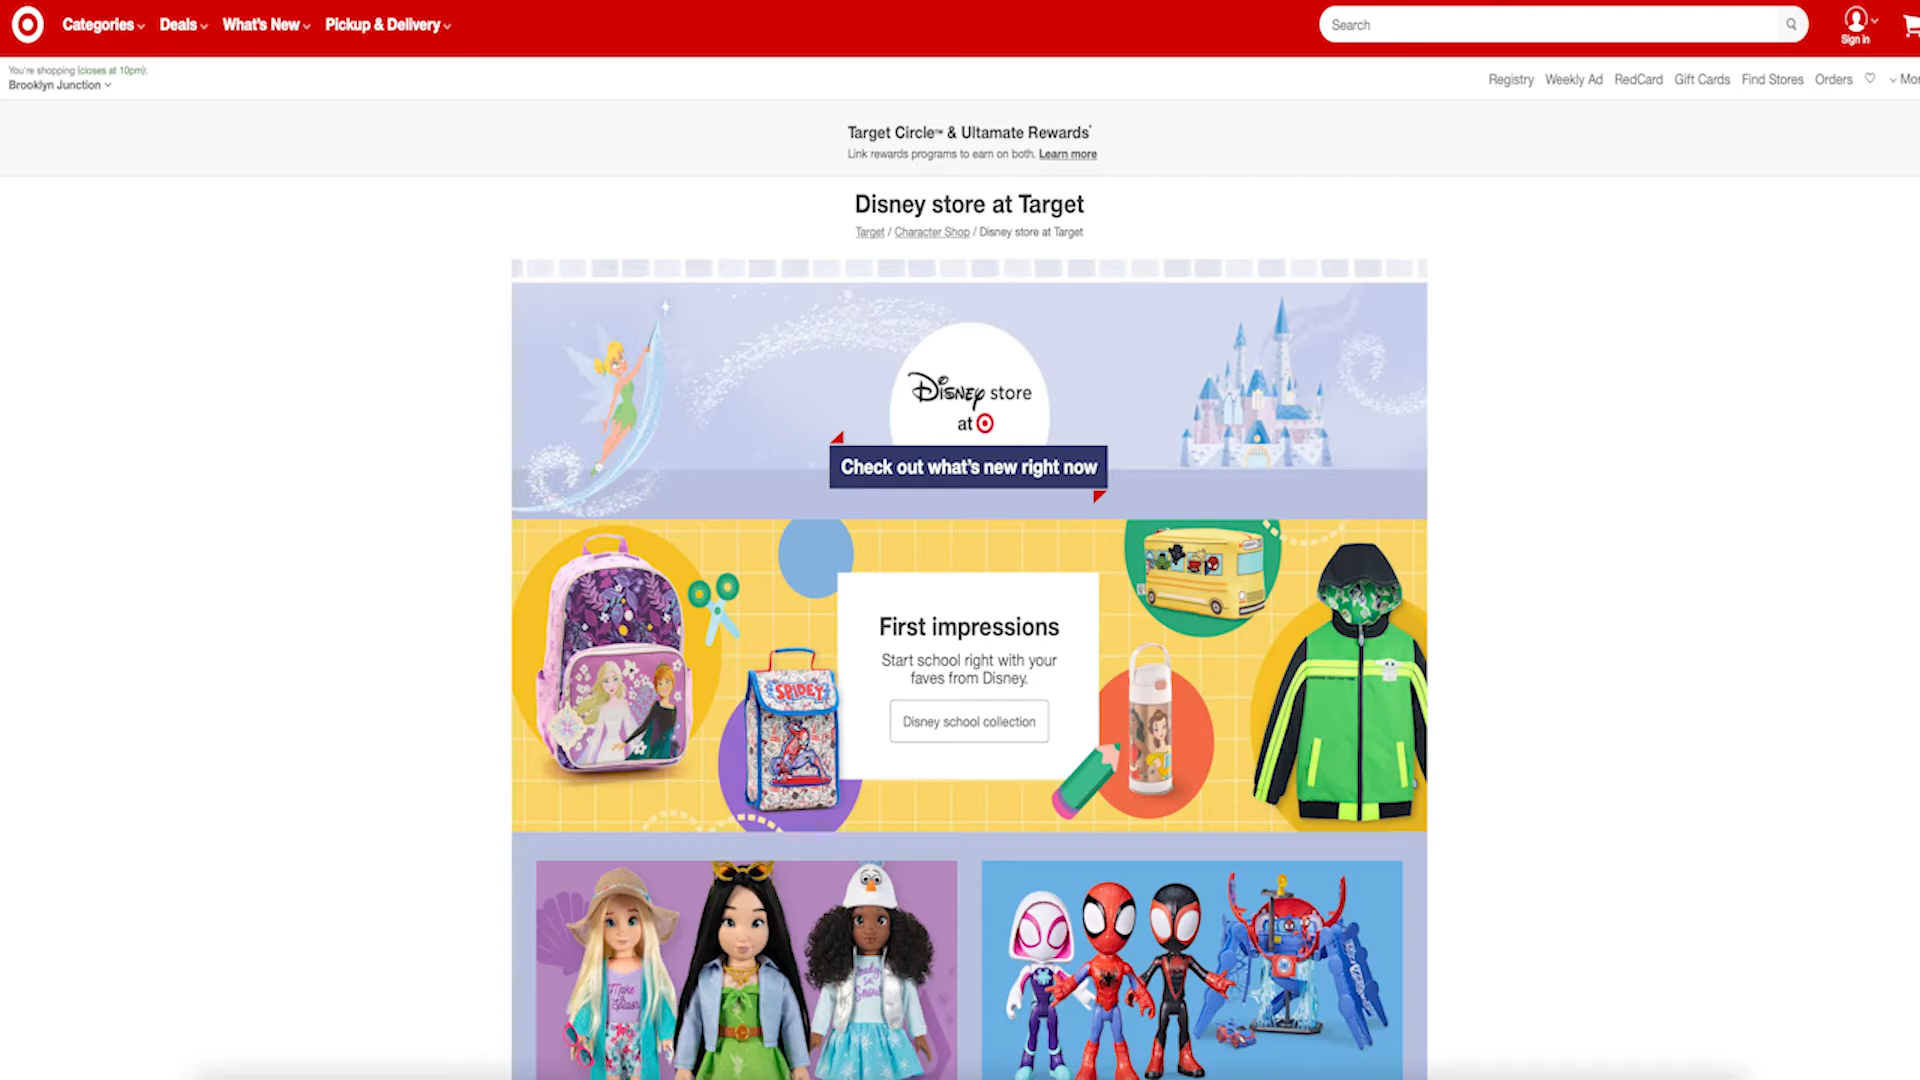 Categories Deals What's New Pickup & Delivery
Search
Sign in
You're shopping (closes at 10pm):
Brooklyn Junction
Registry Weekly Ad RedCard Gift Cards Find Stores Orders
Target Circle™ & Ultamate Rewards*
Link rewards programs to earn on both. Learn more
Disney store at Target
Target / Character Shop / Disney store at Target
Disney store
at
Check out what's new right now
First impressions
Start school right with your
faves from Disney.
Disney school collection
SPIDEY
Make
a Splash